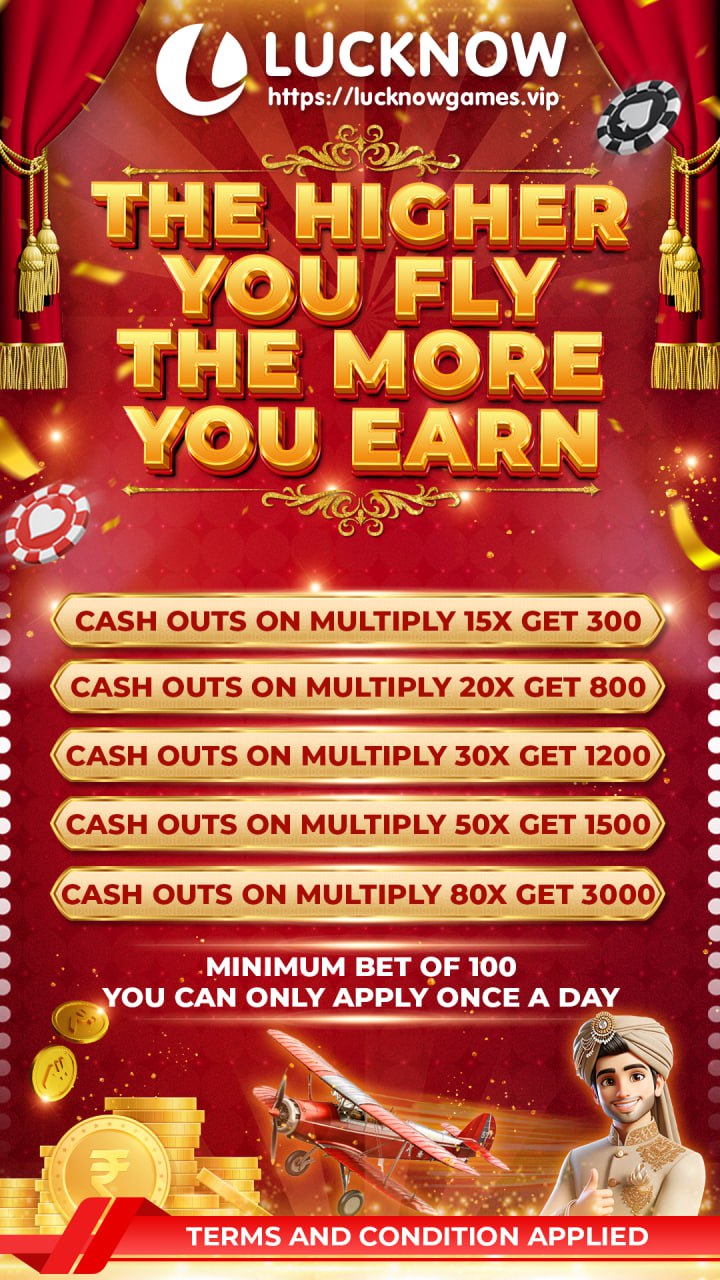 LUCKNOW
https://lucknowgames.vip
THE HIGHER
YOU FLY
THE MORE
YOU EARN
CASH OUTS ON MULTIPLY 15X GET 300
CASH OUTS ON MULTIPLY 20X GET 800
CASH OUTS ON MULTIPLY 30X GET 1200
CASH OUTS ON MULTIPLY 50X GET 1500
CASH OUTS ON MULTIPLY 80X GET 3000
MINIMUM BET OF 100
YOU CAN ONLY APPLY ONCE A DAY
₹
TERMS AND CONDITION APPLIED